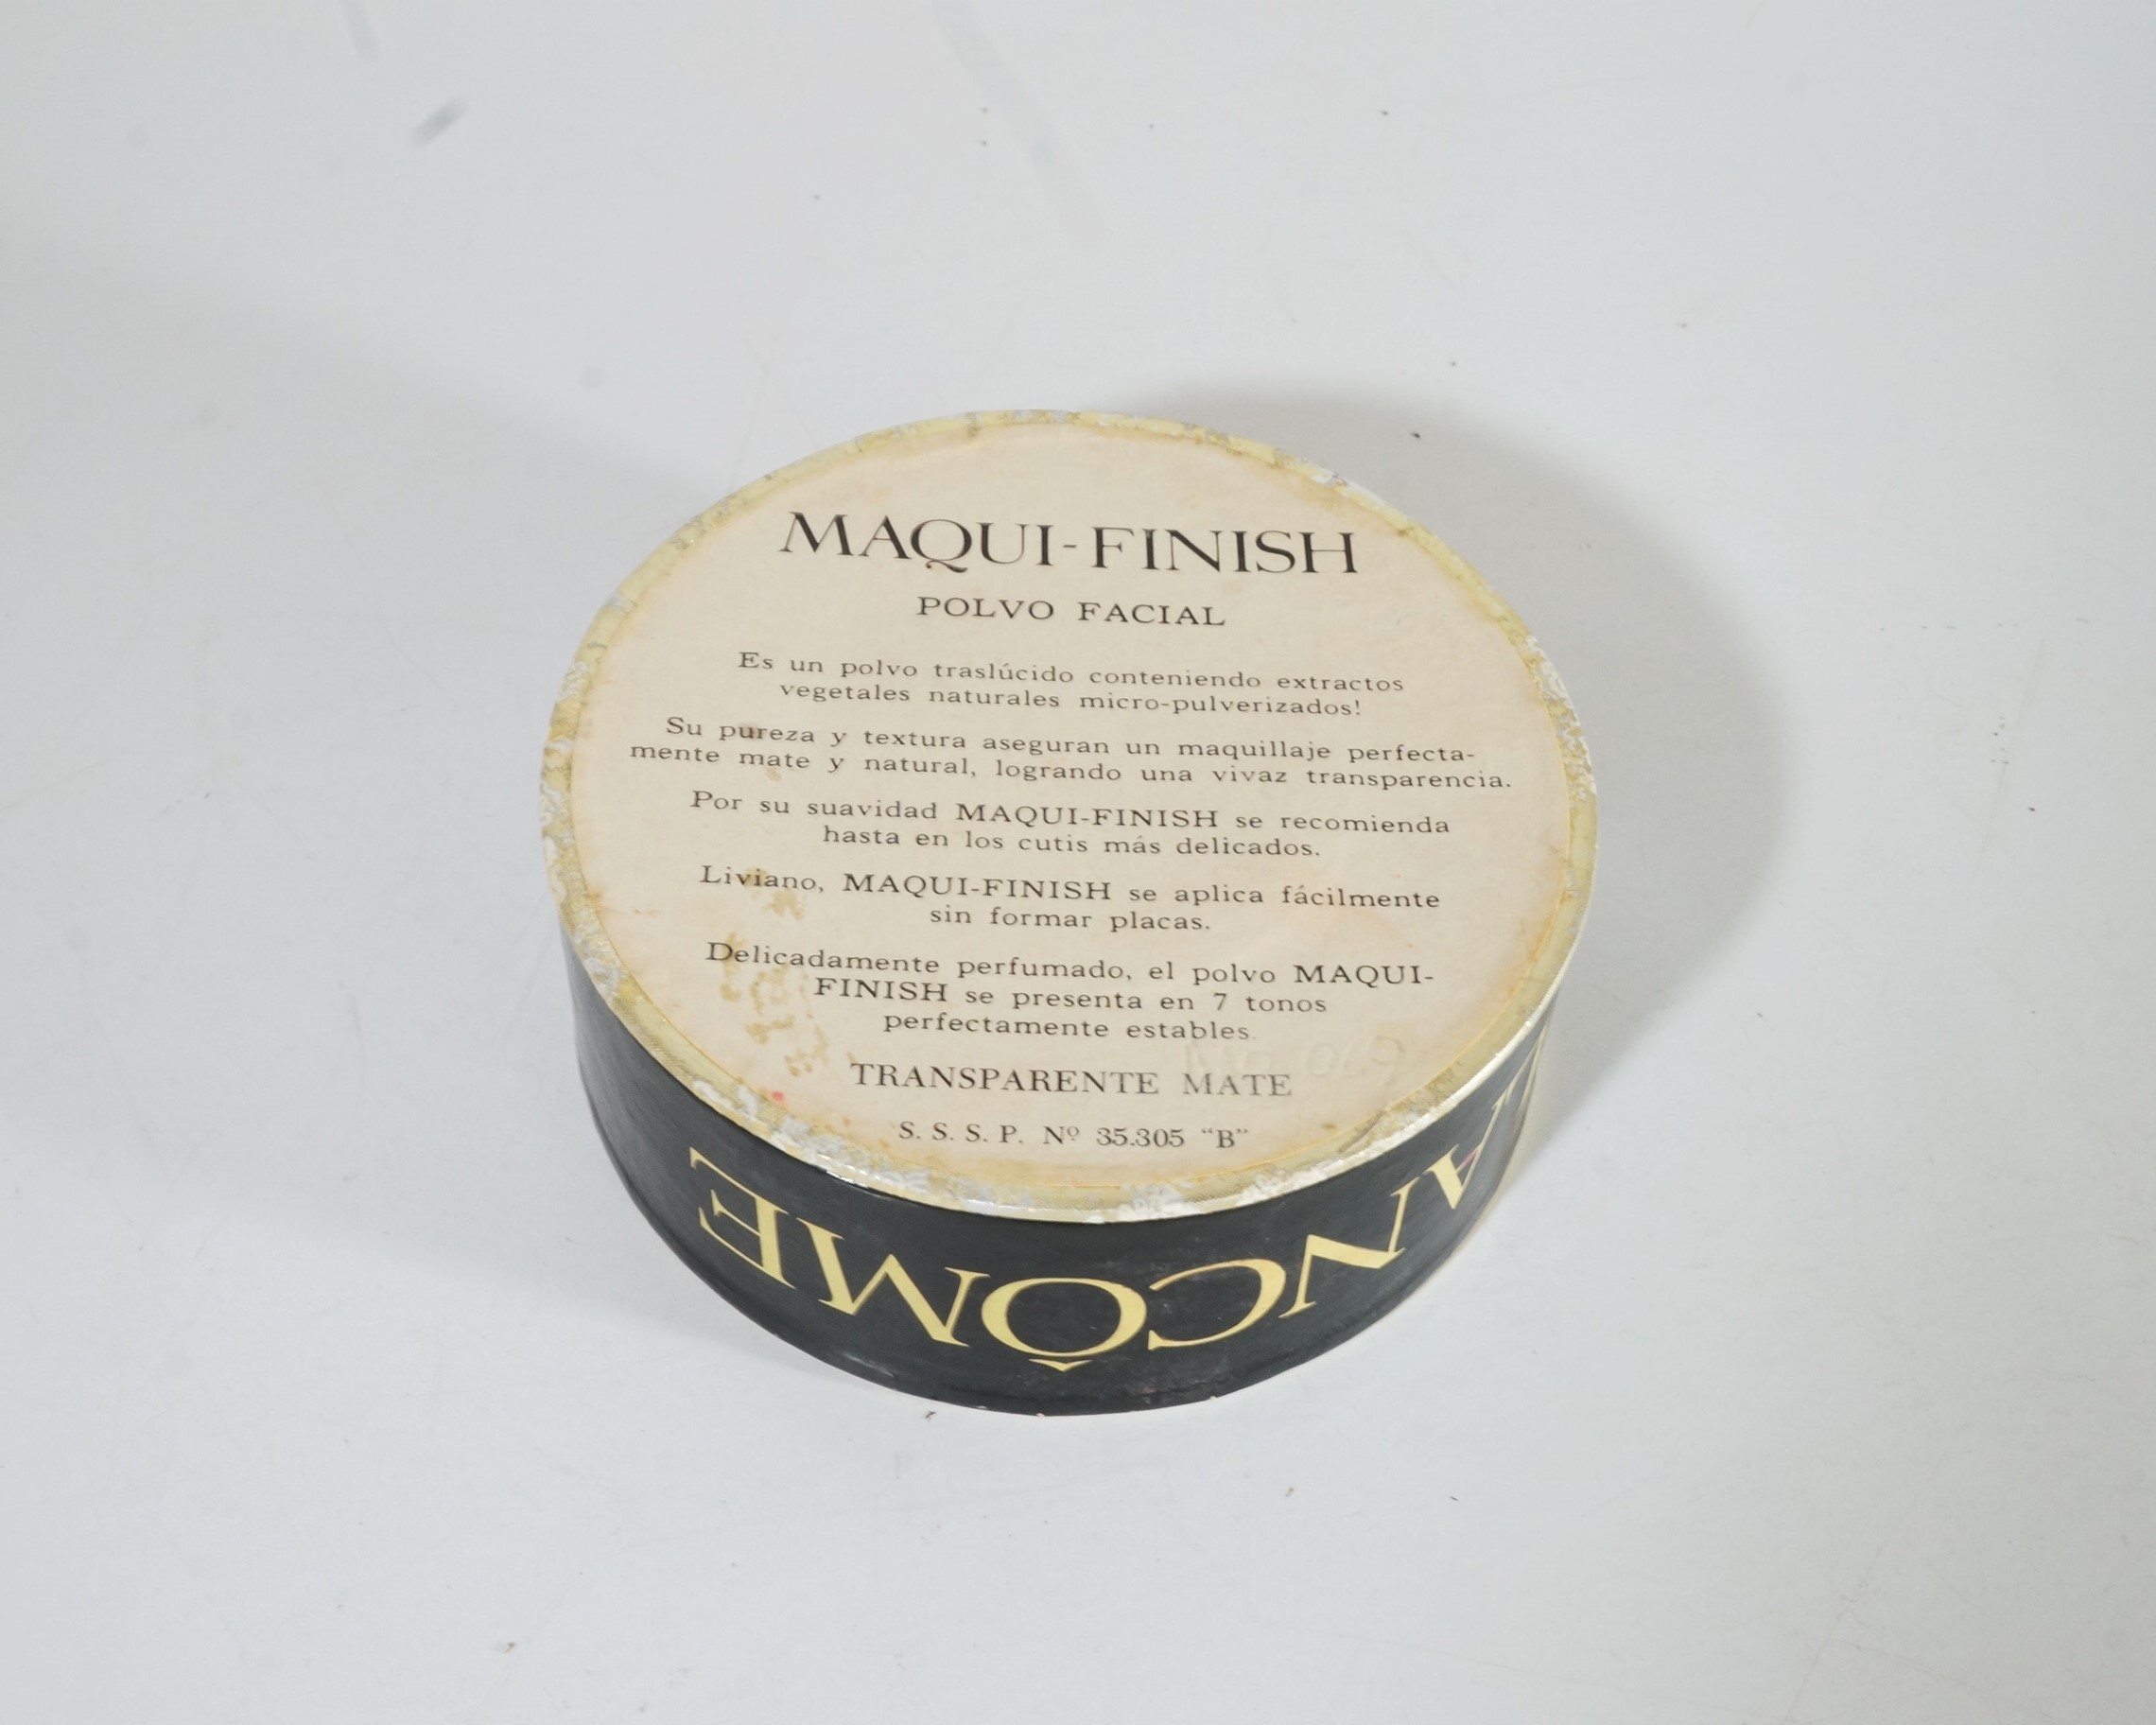 MAQUI-FINISH
POLVO FACIAL
Es un polvo traslúcido conteniendo extractos
vegetales naturales micro-pulverizados!
Su pureza y textura aseguran un maquillaje perfecta-
mente mate y natural, logrando una vivaz transparencia.
Por su suavidad MAQUI-FINISH se recomienda
hasta en los cutis más delicados.
Liviano, MAQUI-FINISH se aplica fácilmente
sin formar placas.
Delicadamente perfumado, el polvo MAQUI-
FINISH se presenta en 7 tonos
perfectamente estables.
TRANSPARENTE MATE
S. S. S. P. Nº 35.305 "B"
LANCÔME